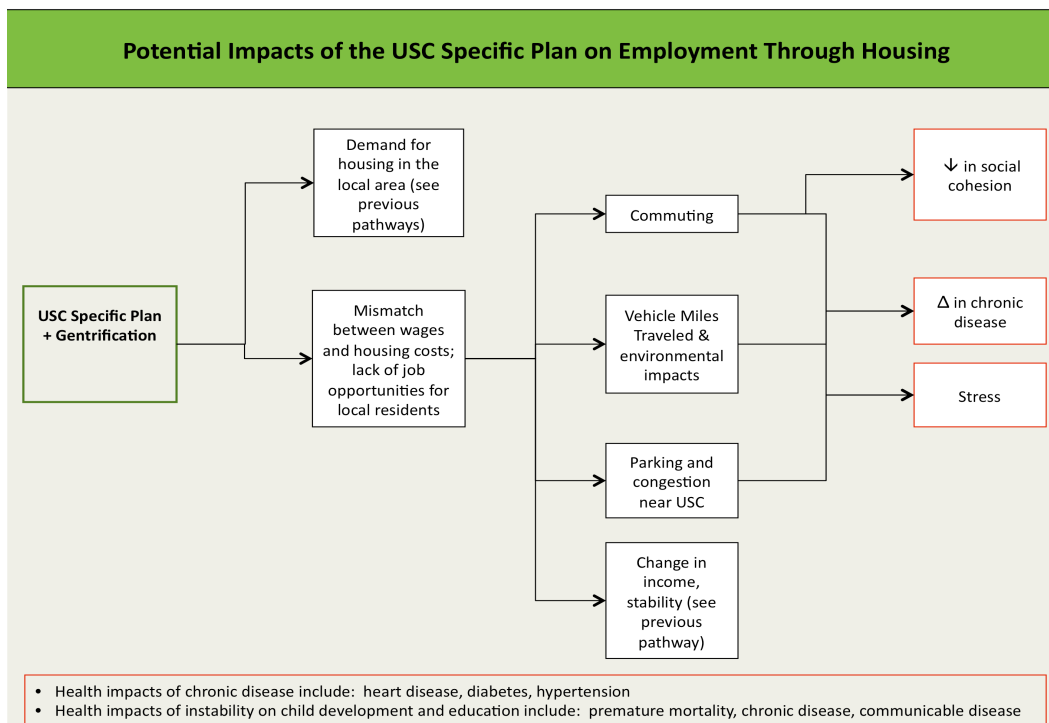 Potential Impacts of the USC Specific Plan on Employment Through Housing
USC Specific Plan
+ Gentrification
Demand for
housing in the
local area (see
previous
pathways)
Mismatch
between wages
and housing costs;
lack of job
opportunities for
local residents
Commuting
Vehicle Miles
Traveled &
environmental
impacts
Parking and
congestion
near USC
Change in
income,
stability (see
previous
pathway)
↓ in social
cohesion
Δ in chronic
disease
Stress
• Health impacts of chronic disease include: heart disease, diabetes, hypertension
• Health impacts of instability on child development and education include: premature mortality, chronic disease, communicable disease